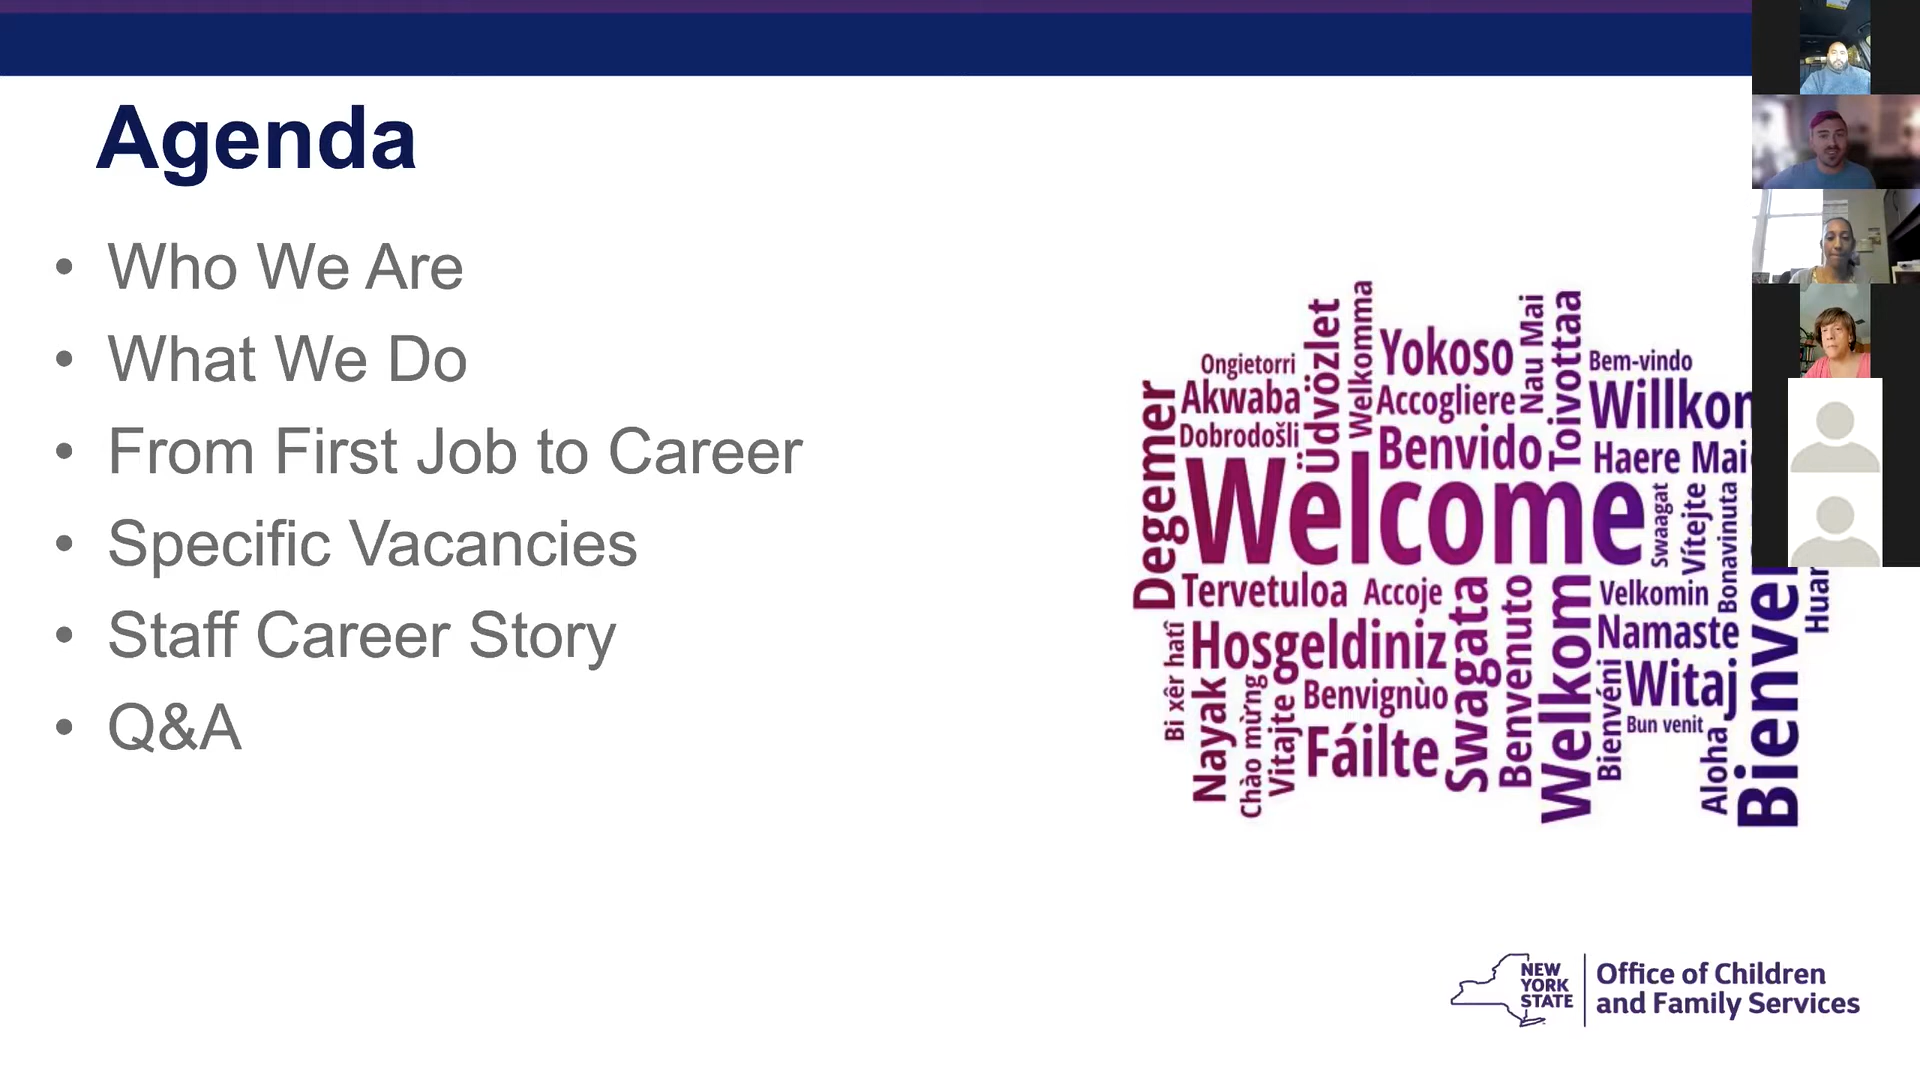 Agenda
• Who We Are
• What We Do
• From First Job to Career
• Specific Vacancies
• Staff Career Story
• Q&A
Degemer
Ongietorri
Akwaba
Dobrodošli
Üdvözlet
Welkomma
Yokoso
Accogliere
Benvido
Nau Mai
Toivottaa
Bem-vindo
Willkom
Haere Mai
Welcome
Swaagat
Vítejte
Bonavinuta
Tervetuloa
Accoje
Hosgeldiniz
Benvignùo
Fáilte
Bi xêr hatî
Nayak
Chào mừng
Vitajte
Swagata
Benvenuto
Welkom
Velkomin
Namaste
Bienvéni
Witaj
Bun venit
Aloha
Bienve
Huan
NEW
YORK
STATE
Office of Children
and Family Services